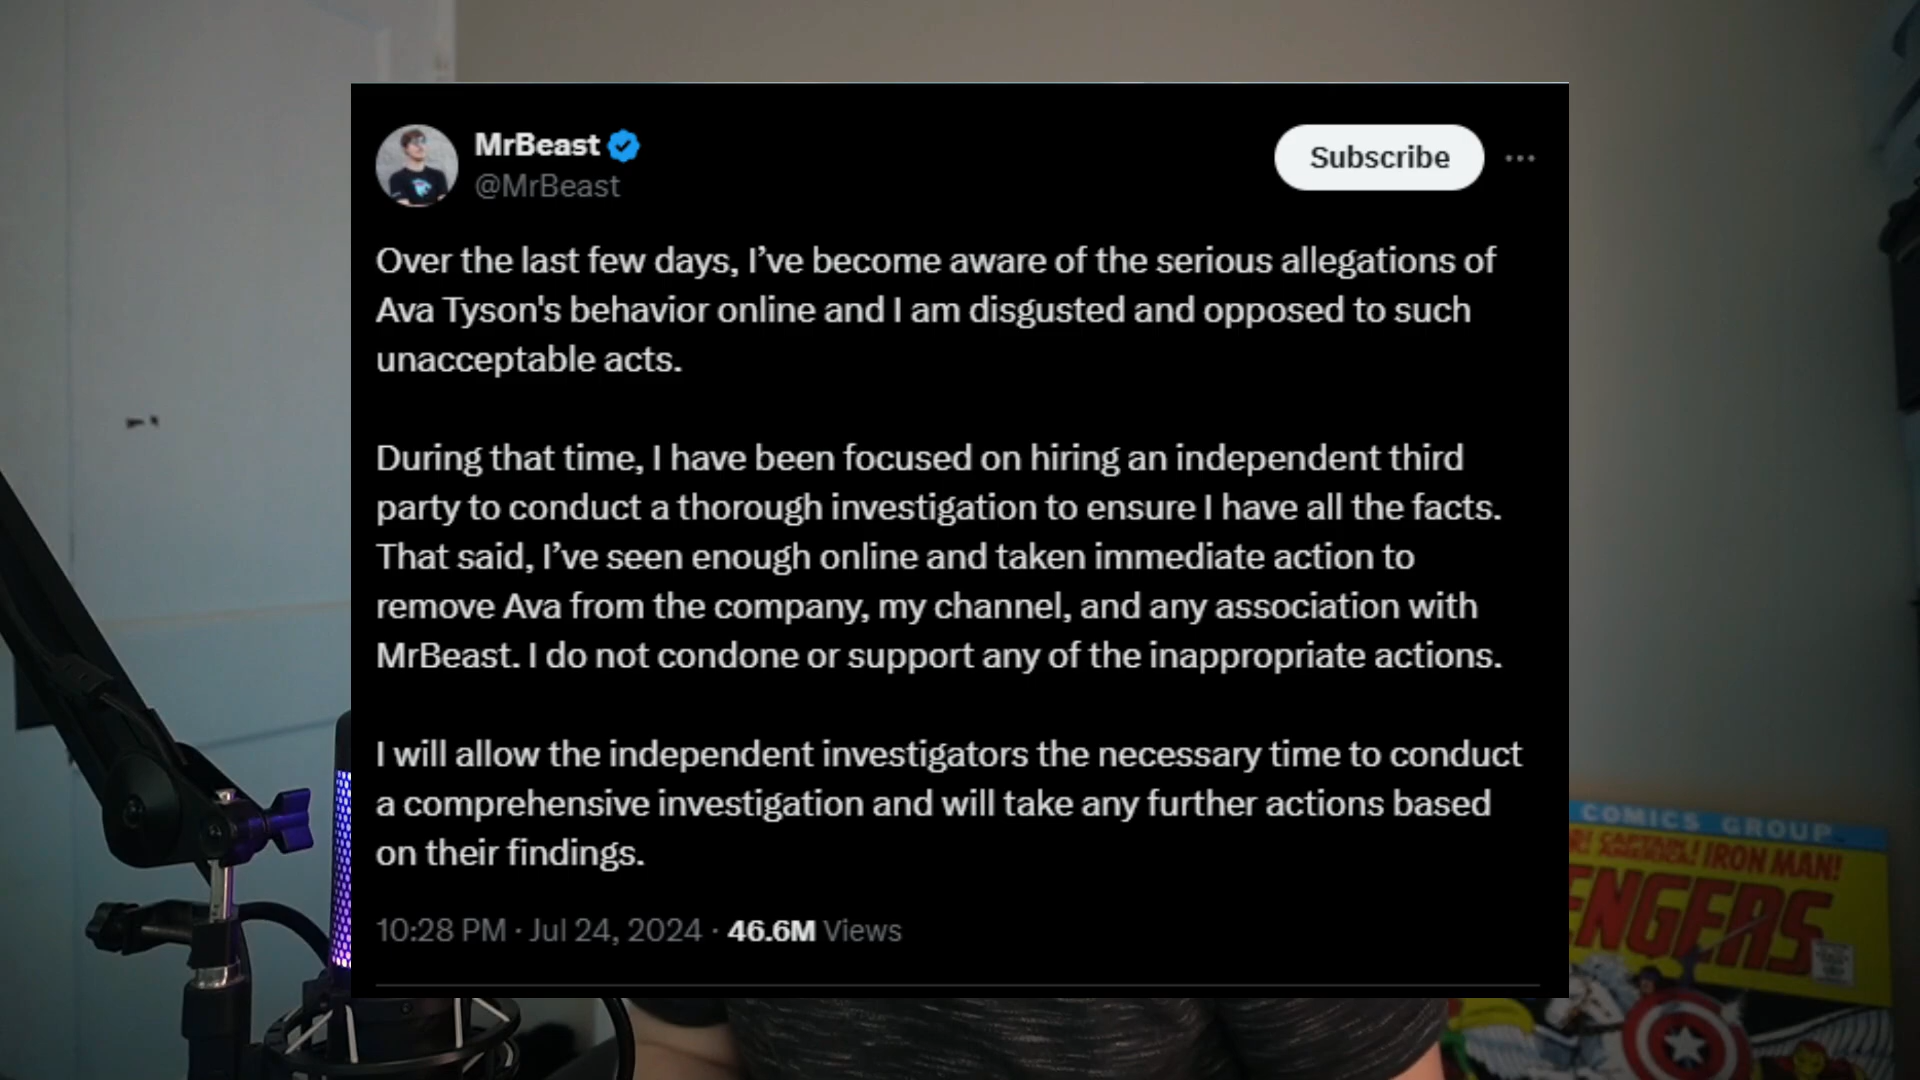 MrBeast
@MrBeast
Subscribe
Over the last few days, I’ve become aware of the serious allegations of
Ava Tyson's behavior online and I am disgusted and opposed to such
unacceptable acts.
During that time, I have been focused on hiring an independent third
party to conduct a thorough investigation to ensure I have all the facts.
That said, I’ve seen enough online and taken immediate action to
remove Ava from the company, my channel, and any association with
MrBeast. I do not condone or support any of the inappropriate actions.
I will allow the independent investigators the necessary time to conduct
a comprehensive investigation and will take any further actions based
on their findings.
10:28 PM · Jul 24, 2024 · 46.6M Views
COMICS GROUP
CAPTAIN AMERICA! IRON MAN!
ENGERS